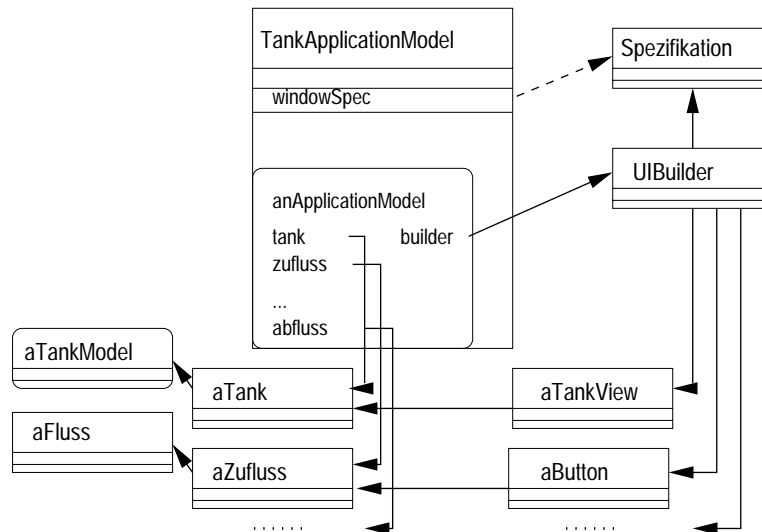 TankApplicationModel
Spezifikation
windowSpec
UIBuilder
anApplicationModel
tank builder
zufluss
...
abfluss
aTankModel
aTank
aTankView
aFluss
aZufluss
aButton
...... ......